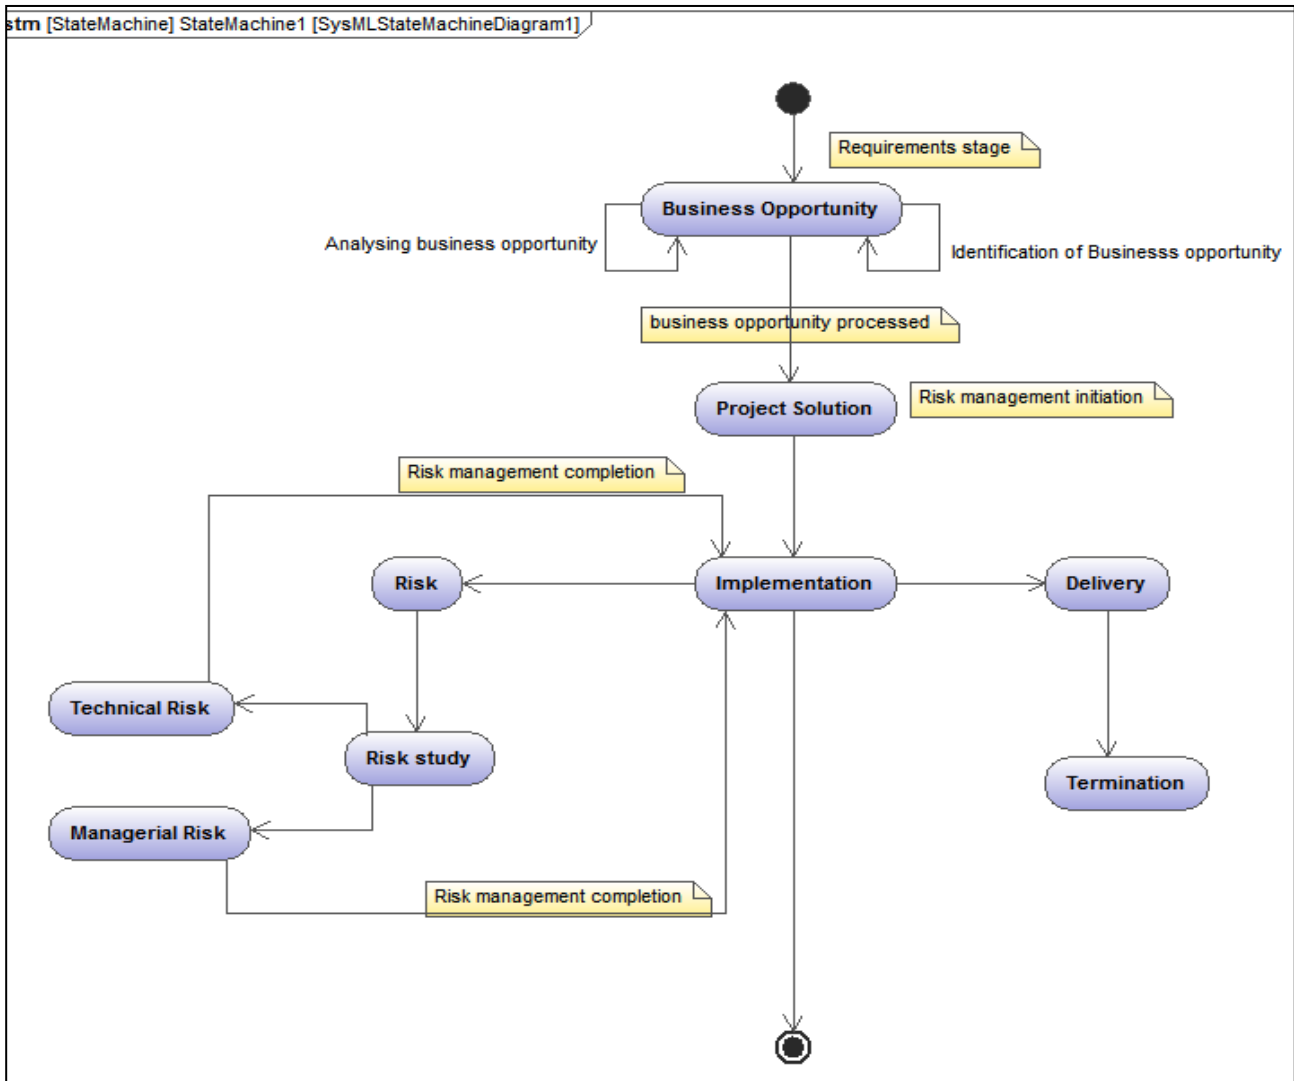 stm [StateMachine] StateMachine1 [SysMLStateMachineDiagram1]
Requirements stage
Business Opportunity
Analysing business opportunity
Identification of Businesss opportunity
business opportunity processed
Project Solution
Risk management initiation
Risk management completion
Risk
Implementation
Delivery
Technical Risk
Risk study
Termination
Managerial Risk
Risk management completion